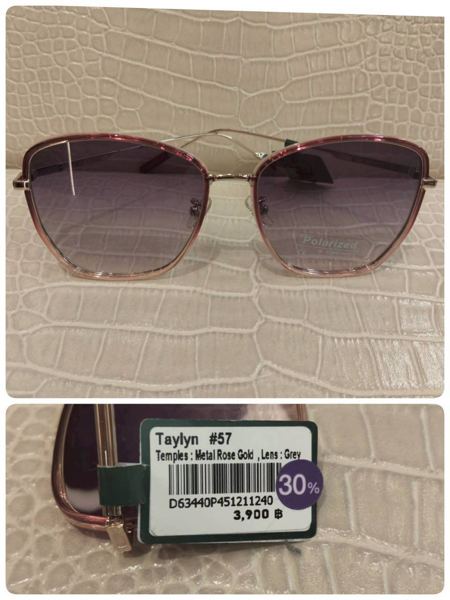 Polarized
Taylyn #57
Temples : Metal Rose Gold , Lens : Grey
D63440P451211240
30%
3,900 ฿